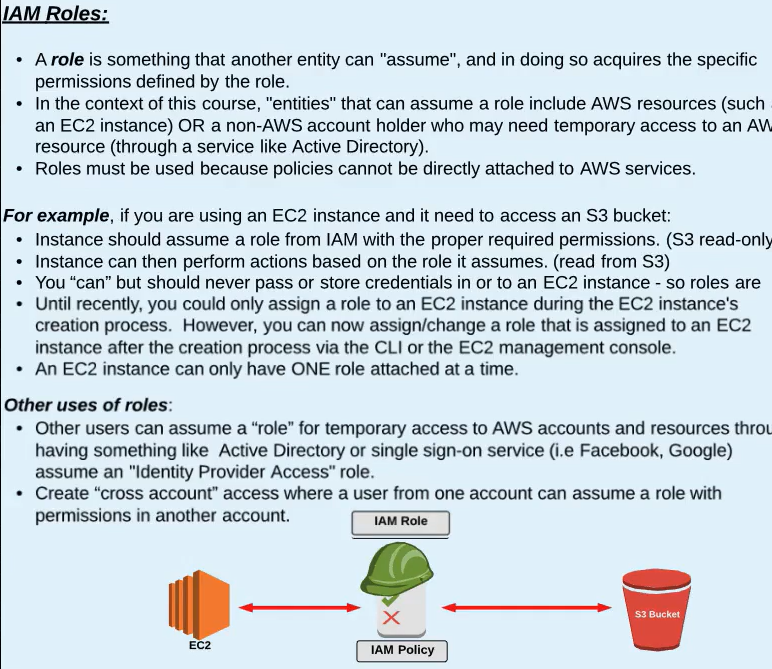 IAM Roles:
• A role is something that another entity can "assume", and in doing so acquires the specific
permissions defined by the role.
• In the context of this course, "entities" that can assume a role include AWS resources (such
an EC2 instance) OR a non-AWS account holder who may need temporary access to an AW
resource (through a service like Active Directory).
• Roles must be used because policies cannot be directly attached to AWS services.
For example, if you are using an EC2 instance and it need to access an S3 bucket:
• Instance should assume a role from IAM with the proper required permissions. (S3 read-only
• Instance can then perform actions based on the role it assumes. (read from S3)
• You “can” but should never pass or store credentials in or to an EC2 instance - so roles are
• Until recently, you could only assign a role to an EC2 instance during the EC2 instance's
creation process. However, you can now assign/change a role that is assigned to an EC2
instance after the creation process via the CLI or the EC2 management console.
• An EC2 instance can only have ONE role attached at a time.
Other uses of roles:
• Other users can assume a “role” for temporary access to AWS accounts and resources throu
having something like Active Directory or single sign-on service (i.e Facebook, Google)
assume an "Identity Provider Access" role.
• Create “cross account” access where a user from one account can assume a role with
permissions in another account.
IAM Role
EC2
S3 Bucket
IAM Policy